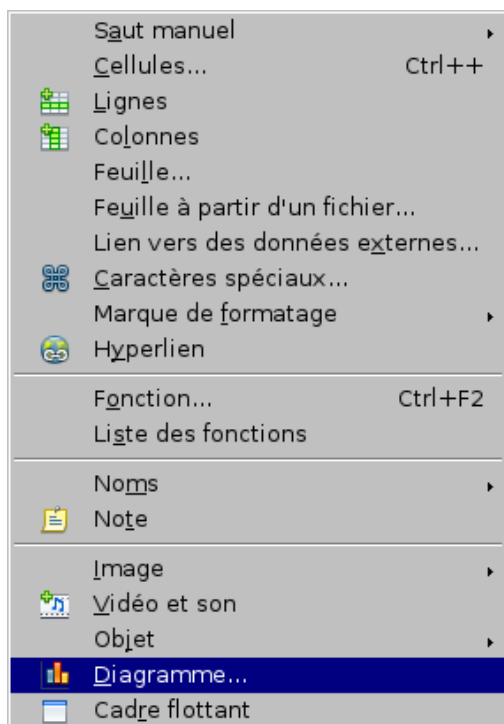 Saut manuel
Cellules... Ctrl++
Lignes
Colonnes
Feuille...
Feuille à partir d'un fichier...
Lien vers des données externes...
Caractères spéciaux...
Marque de formatage
Hyperlien
Fonction... Ctrl+F2
Liste des fonctions
Noms
Note
Image
Vidéo et son
Objet
Diagramme...
Cadre flottant